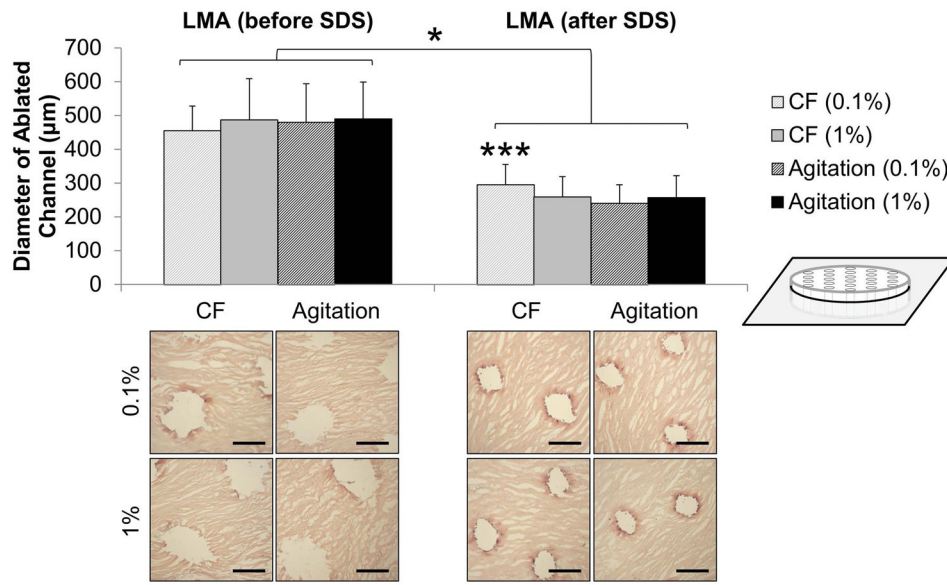 LMA (before SDS)
LMA (after SDS)
*
***
Diameter of Ablated
Channel (µm)
700
600
500
400
300
200
100
0
CF (0.1%)
CF (1%)
Agitation (0.1%)
Agitation (1%)
CF
Agitation
CF
Agitation
0.1%
1%